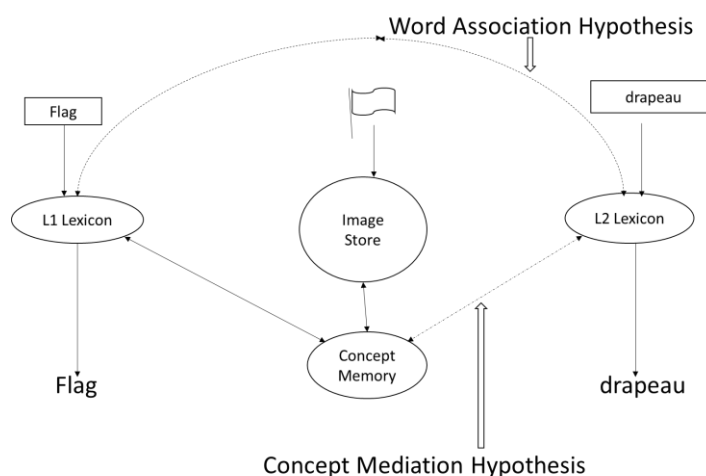 Word Association Hypothesis
Flag
drapeau
L1 Lexicon
Image
Store
L2 Lexicon
Concept
Memory
Flag
drapeau
Concept Mediation Hypothesis